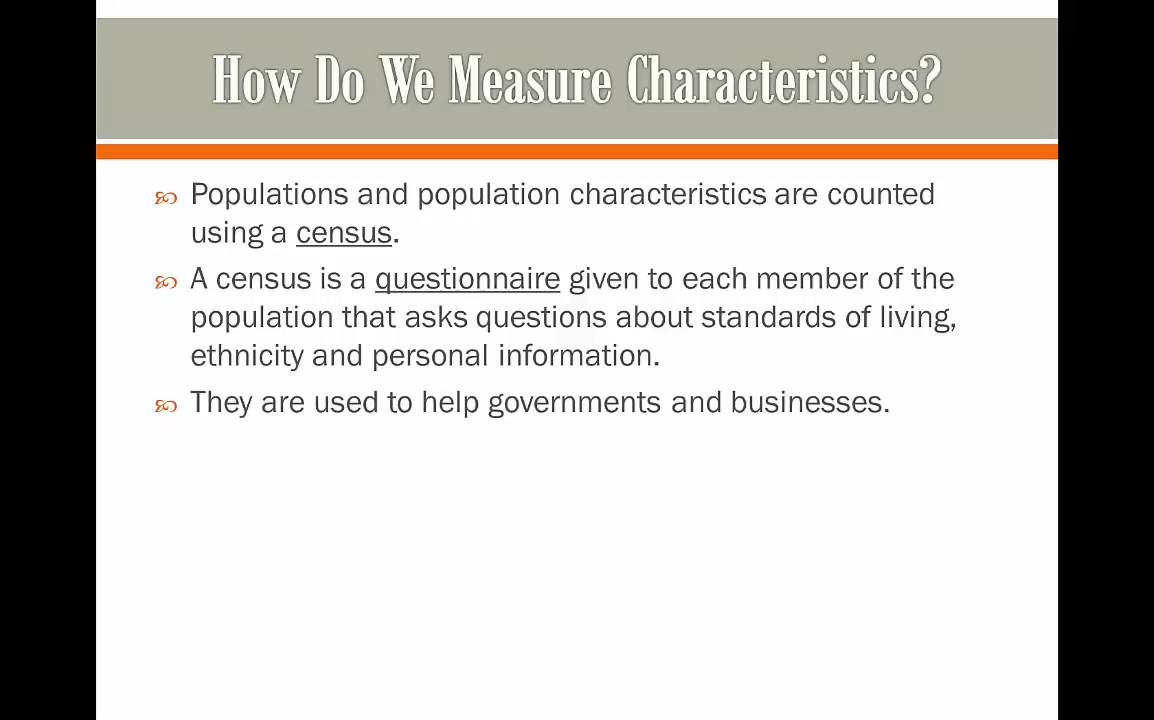 How Do We Measure Characteristics?
Populations and population characteristics are counted
using a census.
A census is a questionnaire given to each member of the
population that asks questions about standards of living,
ethnicity and personal information.
They are used to help governments and businesses.